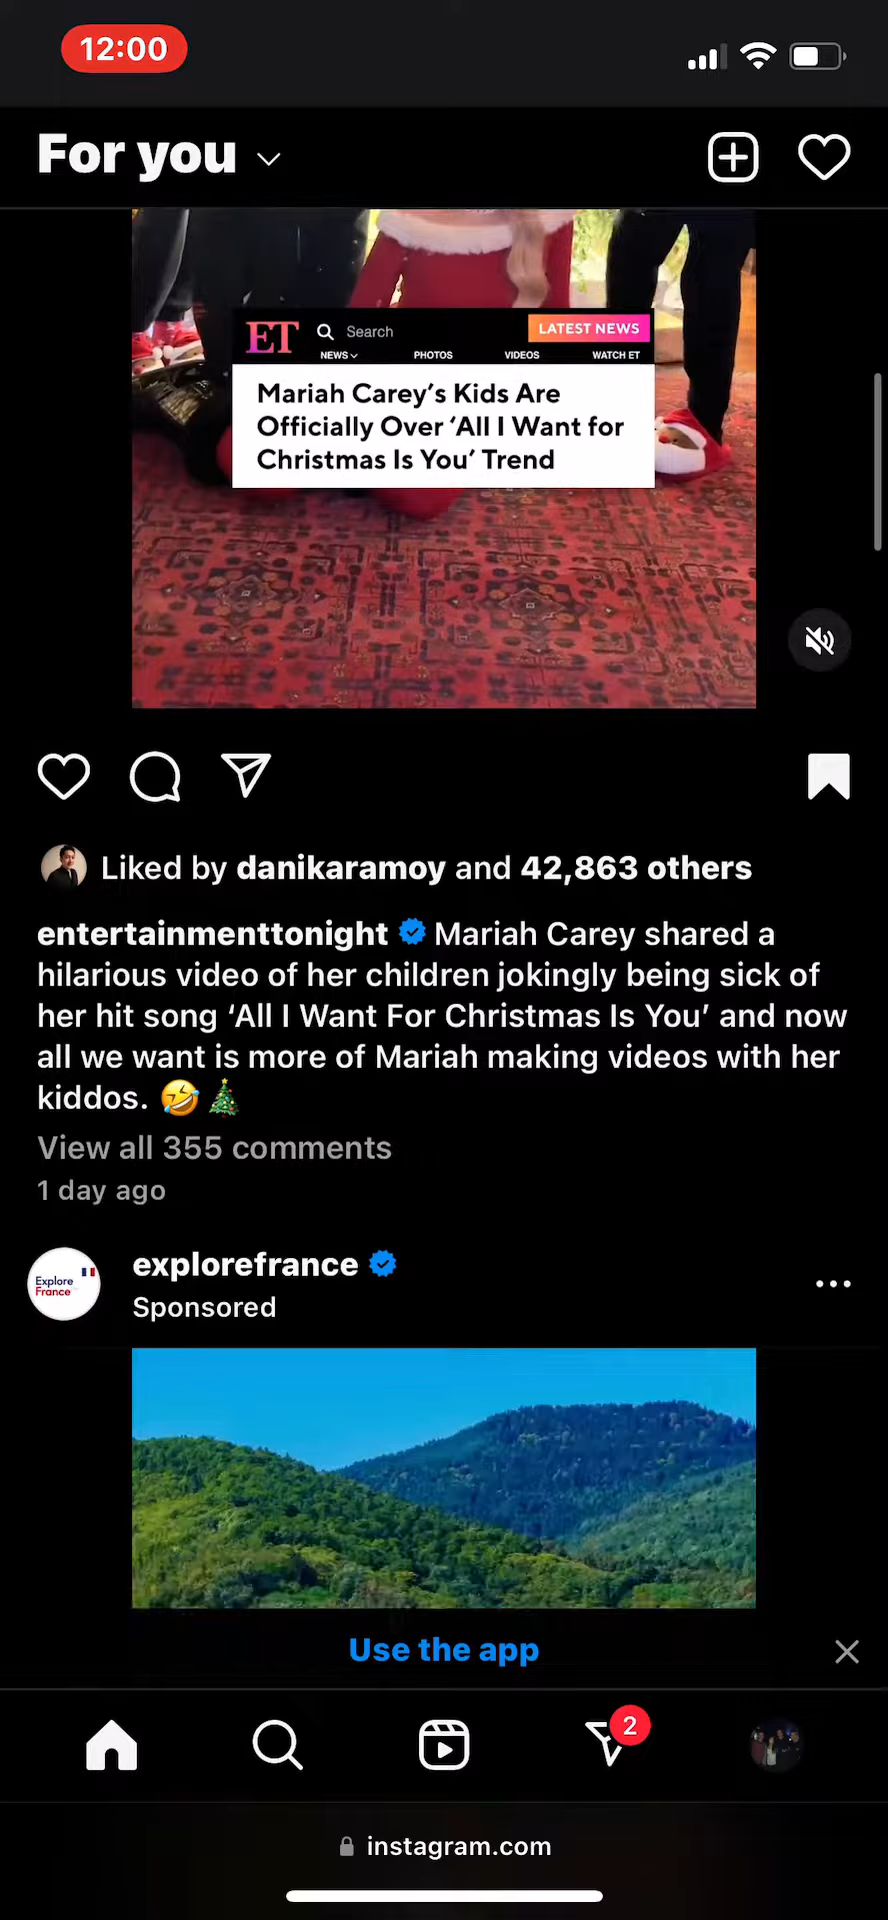 12:00
For you
ET Search LATEST NEWS
NEWS PHOTOS VIDEOS WATCH ET
Mariah Carey’s Kids Are
Officially Over ‘All I Want for
Christmas Is You’ Trend
Liked by danikaramoy and 42,863 others
entertainmenttonight Mariah Carey shared a
hilarious video of her children jokingly being sick of
her hit song ‘All I Want For Christmas Is You’ and now
all we want is more of Mariah making videos with her
kiddos. 🤣🎄
View all 355 comments
1 day ago
Explore
France
explorefrance
Sponsored
Use the app
2
instagram.com